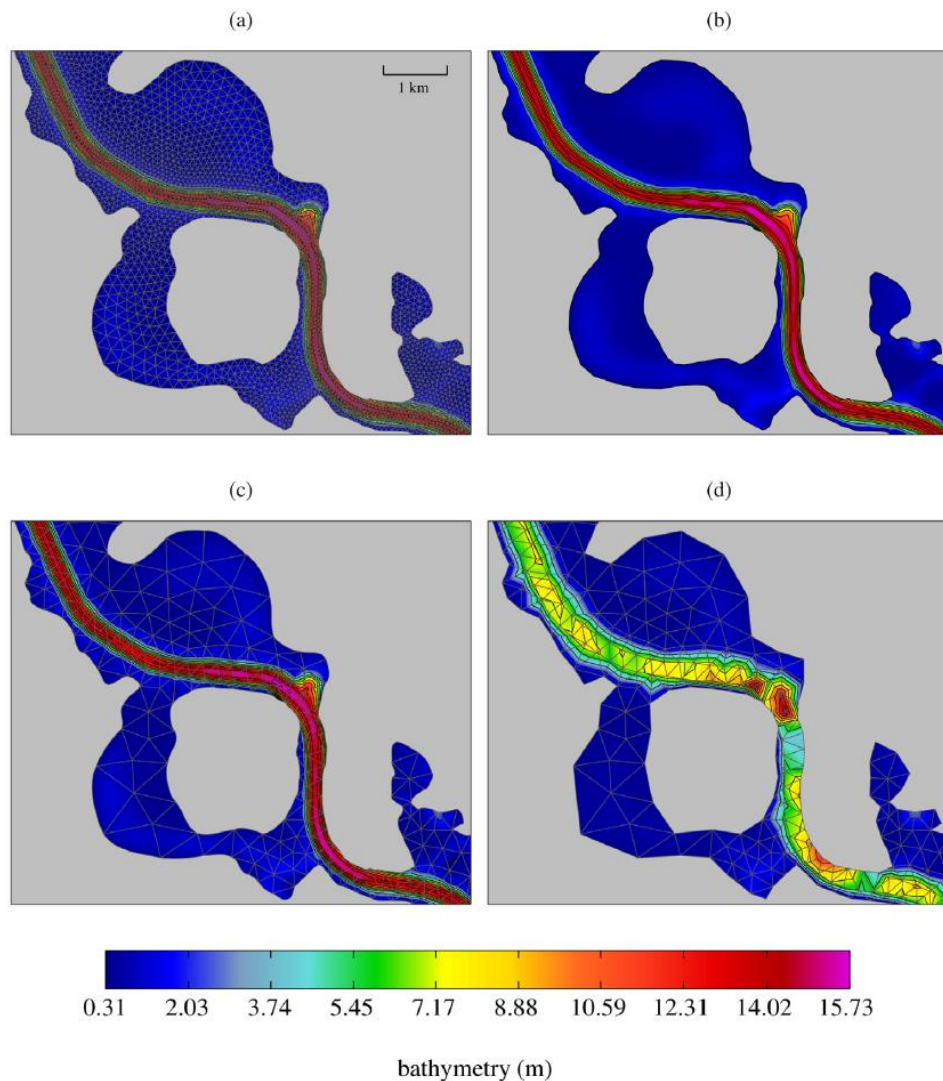 (a) (b)
1 km
(c) (d)
0.31 2.03 3.74 5.45 7.17 8.88 10.59 12.31 14.02 15.73
bathymetry (m)